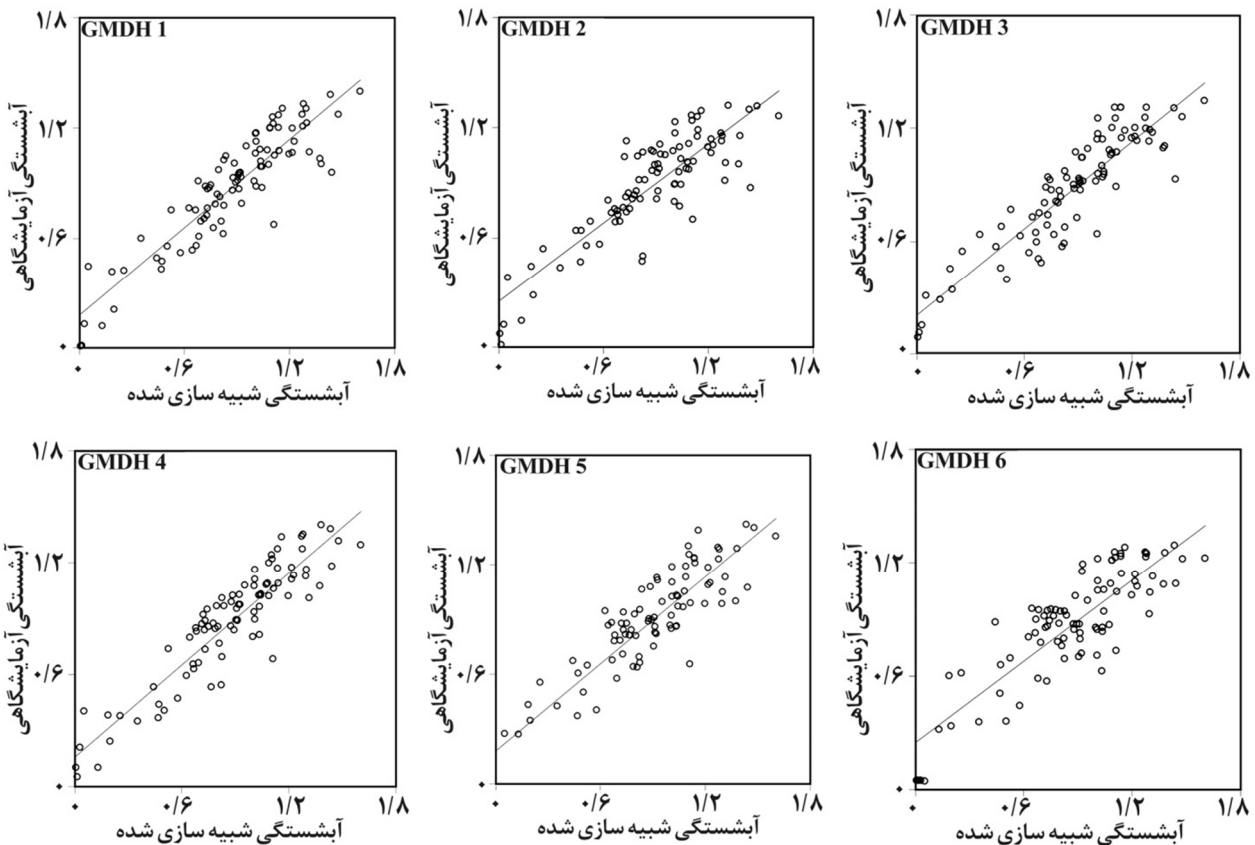 GMDH 1
۱/۸
۱/۲
۰/۶
۰
۰
۰/۶
۱/۲
۱/۸
آبشستگی آزمایشگاهی
آبشستگی شبیه سازی شده
GMDH 2
۱/۸
۱/۲
۰/۶
۰
۰
۰/۶
۱/۲
۱/۸
آبشستگی آزمایشگاهی
آبشستگی شبیه سازی شده
GMDH 3
۱/۸
۱/۲
۰/۶
۰
۰
۰/۶
۱/۲
۱/۸
آبشستگی آزمایشگاهی
آبشستگی شبیه سازی شده
GMDH 4
۱/۸
۱/۲
۰/۶
۰
۰
۰/۶
۱/۲
۱/۸
آبشستگی آزمایشگاهی
آبشستگی شبیه سازی شده
GMDH 5
۱/۸
۱/۲
۰/۶
۰
۰
۰/۶
۱/۲
۱/۸
آبشستگی آزمایشگاهی
آبشستگی شبیه سازی شده
GMDH 6
۱/۸
۱/۲
۰/۶
۰
۰
۰/۶
۱/۲
۱/۸
آبشستگی آزمایشگاهی
آبشستگی شبیه سازی شده